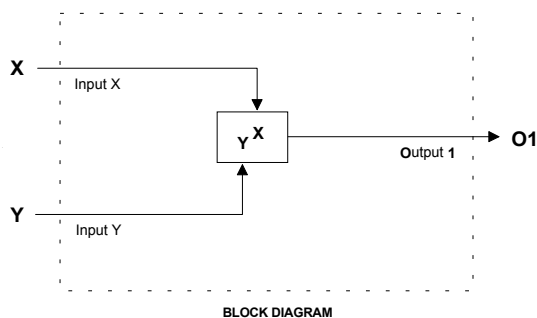 X
Input X
Y X
Output 1
O1
Y
Input Y
BLOCK DIAGRAM